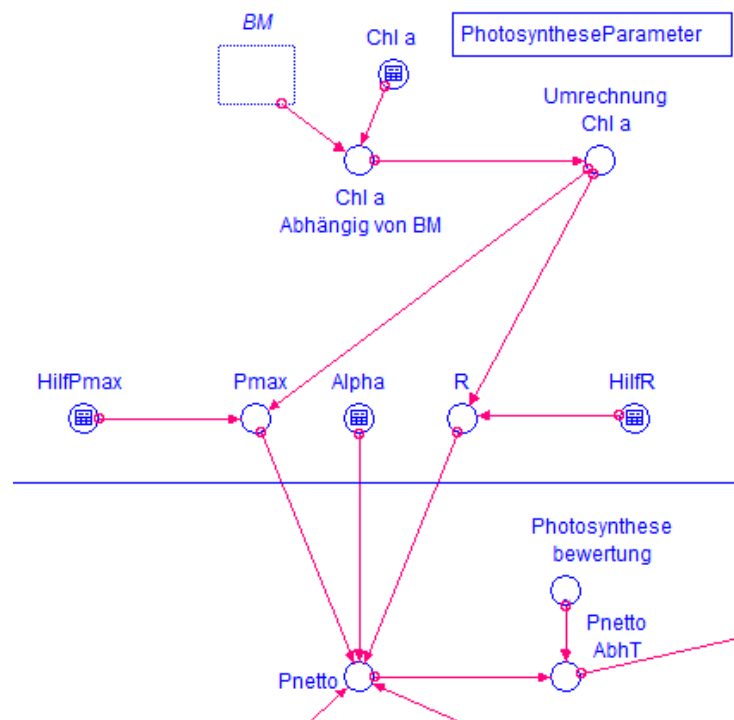 BM
Chl a
PhotosyntheseParameter
Umrechnung
Chl a
Chl a
Abhängig von BM
HilfPmax
Pmax
Alpha
R
HilfR
Photosynthese
bewertung
Pnetto
AbhT
Pnetto